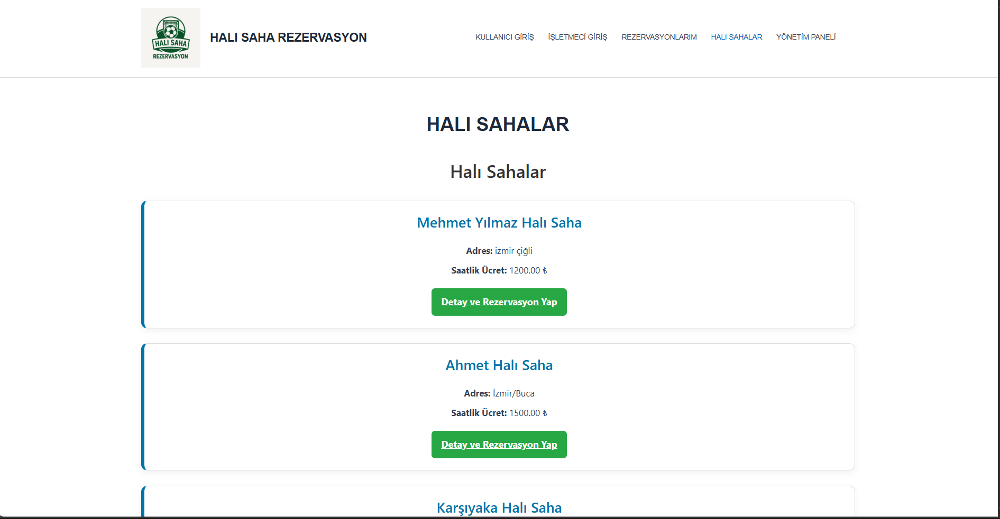 HALI SAHA
REZERVASYON
HALI SAHA REZERVASYON
KULLANICI GİRİŞ
İŞLETMECİ GİRİŞ
REZERVASYONLARIM
HALI SAHALAR
YÖNETİM PANELİ
HALI SAHALAR
Halı Sahalar
Mehmet Yılmaz Halı Saha
Adres: izmir çiğli
Saatlik Ücret: 1200.00 ₺
Detay ve Rezervasyon Yap
Ahmet Halı Saha
Adres: İzmir/Buca
Saatlik Ücret: 1500.00 ₺
Detay ve Rezervasyon Yap
Karşıyaka Halı Saha